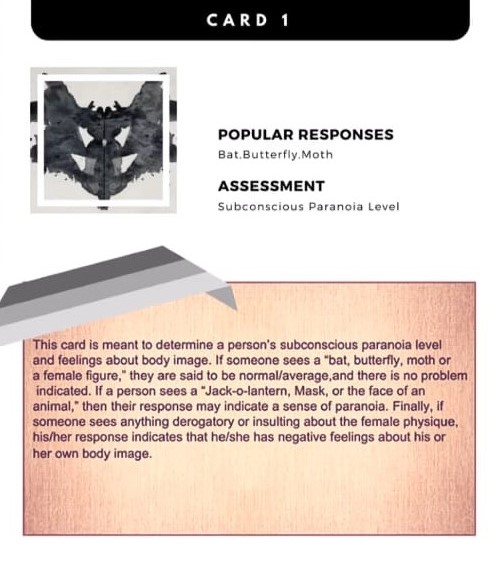 CARD 1
POPULAR RESPONSES
Bat,Butterfly,Moth
ASSESSMENT
Subconscious Paranoia Level
This card is meant to determine a person's subconscious paranoia level
and feelings about body image. If someone sees a "bat, butterfly, moth or
a female figure," they are said to be normal/average,and there is no problem
indicated. If a person sees a "Jack-o-lantern, Mask, or the face of an
animal," then their response may indicate a sense of paranoia. Finally, if
someone sees anything derogatory or insulting about the female physique,
his/her response indicates that he/she has negative feelings about his or
her own body image.